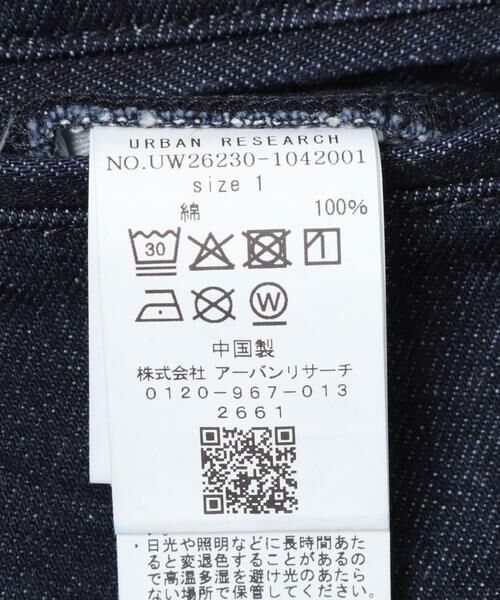 URBAN RESEARCH
NO.UW26230-1042001
size 1
綿 100%
30
W
中国製
株式会社 アーバンリサーチ
0120-967-013
2661
・日光や照明などに長時間あた
ると変退色することがあるの
で高温多湿を避け光のあたら
ない場所で保管してください。